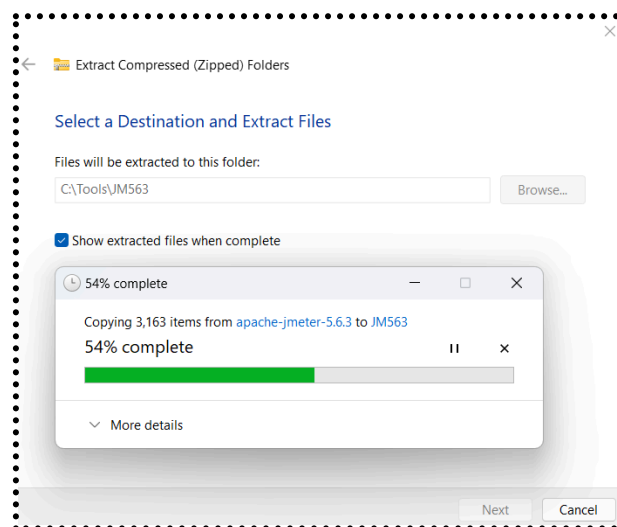 Extract Compressed (Zipped) Folders
Select a Destination and Extract Files
Files will be extracted to this folder:
C:\Tools\JM563
Browse...
Show extracted files when complete
54% complete
Copying 3,163 items from apache-jmeter-5.6.3 to JM563
54% complete
More details
Next Cancel